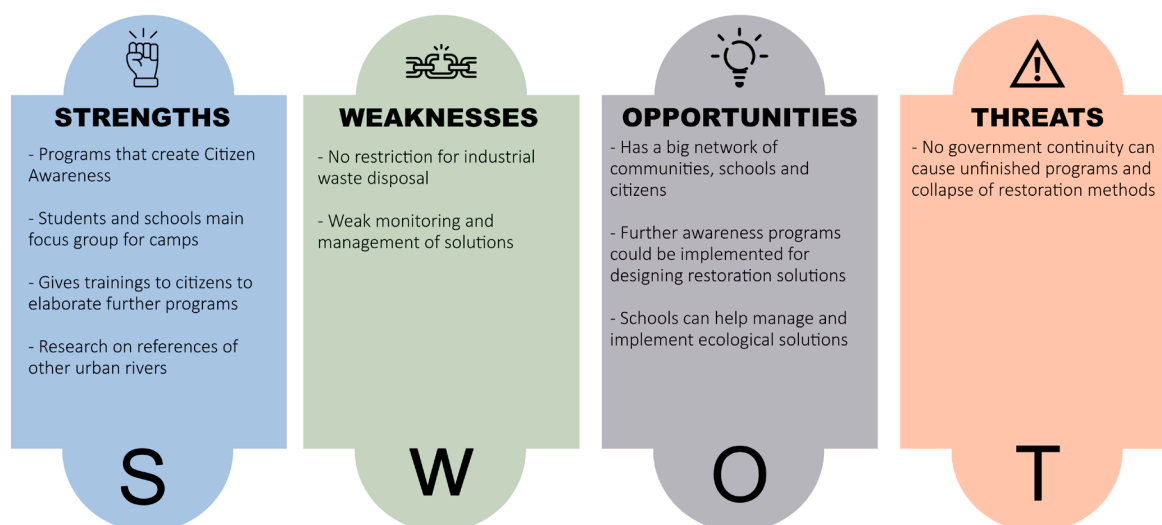 STRENGTHS
- Programs that create Citizen
Awareness
- Students and schools main
focus group for camps
- Gives trainings to citizens to
elaborate further programs
- Research on references of
other urban rivers
S
WEAKNESSES
- No restriction for industrial
waste disposal
- Weak monitoring and
management of solutions
W
OPPORTUNITIES
- Has a big network of
communities, schools and
citizens
- Further awareness programs
could be implemented for
designing restoration solutions
- Schools can help manage and
implement ecological solutions
O
THREATS
- No government continuity can
cause unfinished programs and
collapse of restoration methods
T